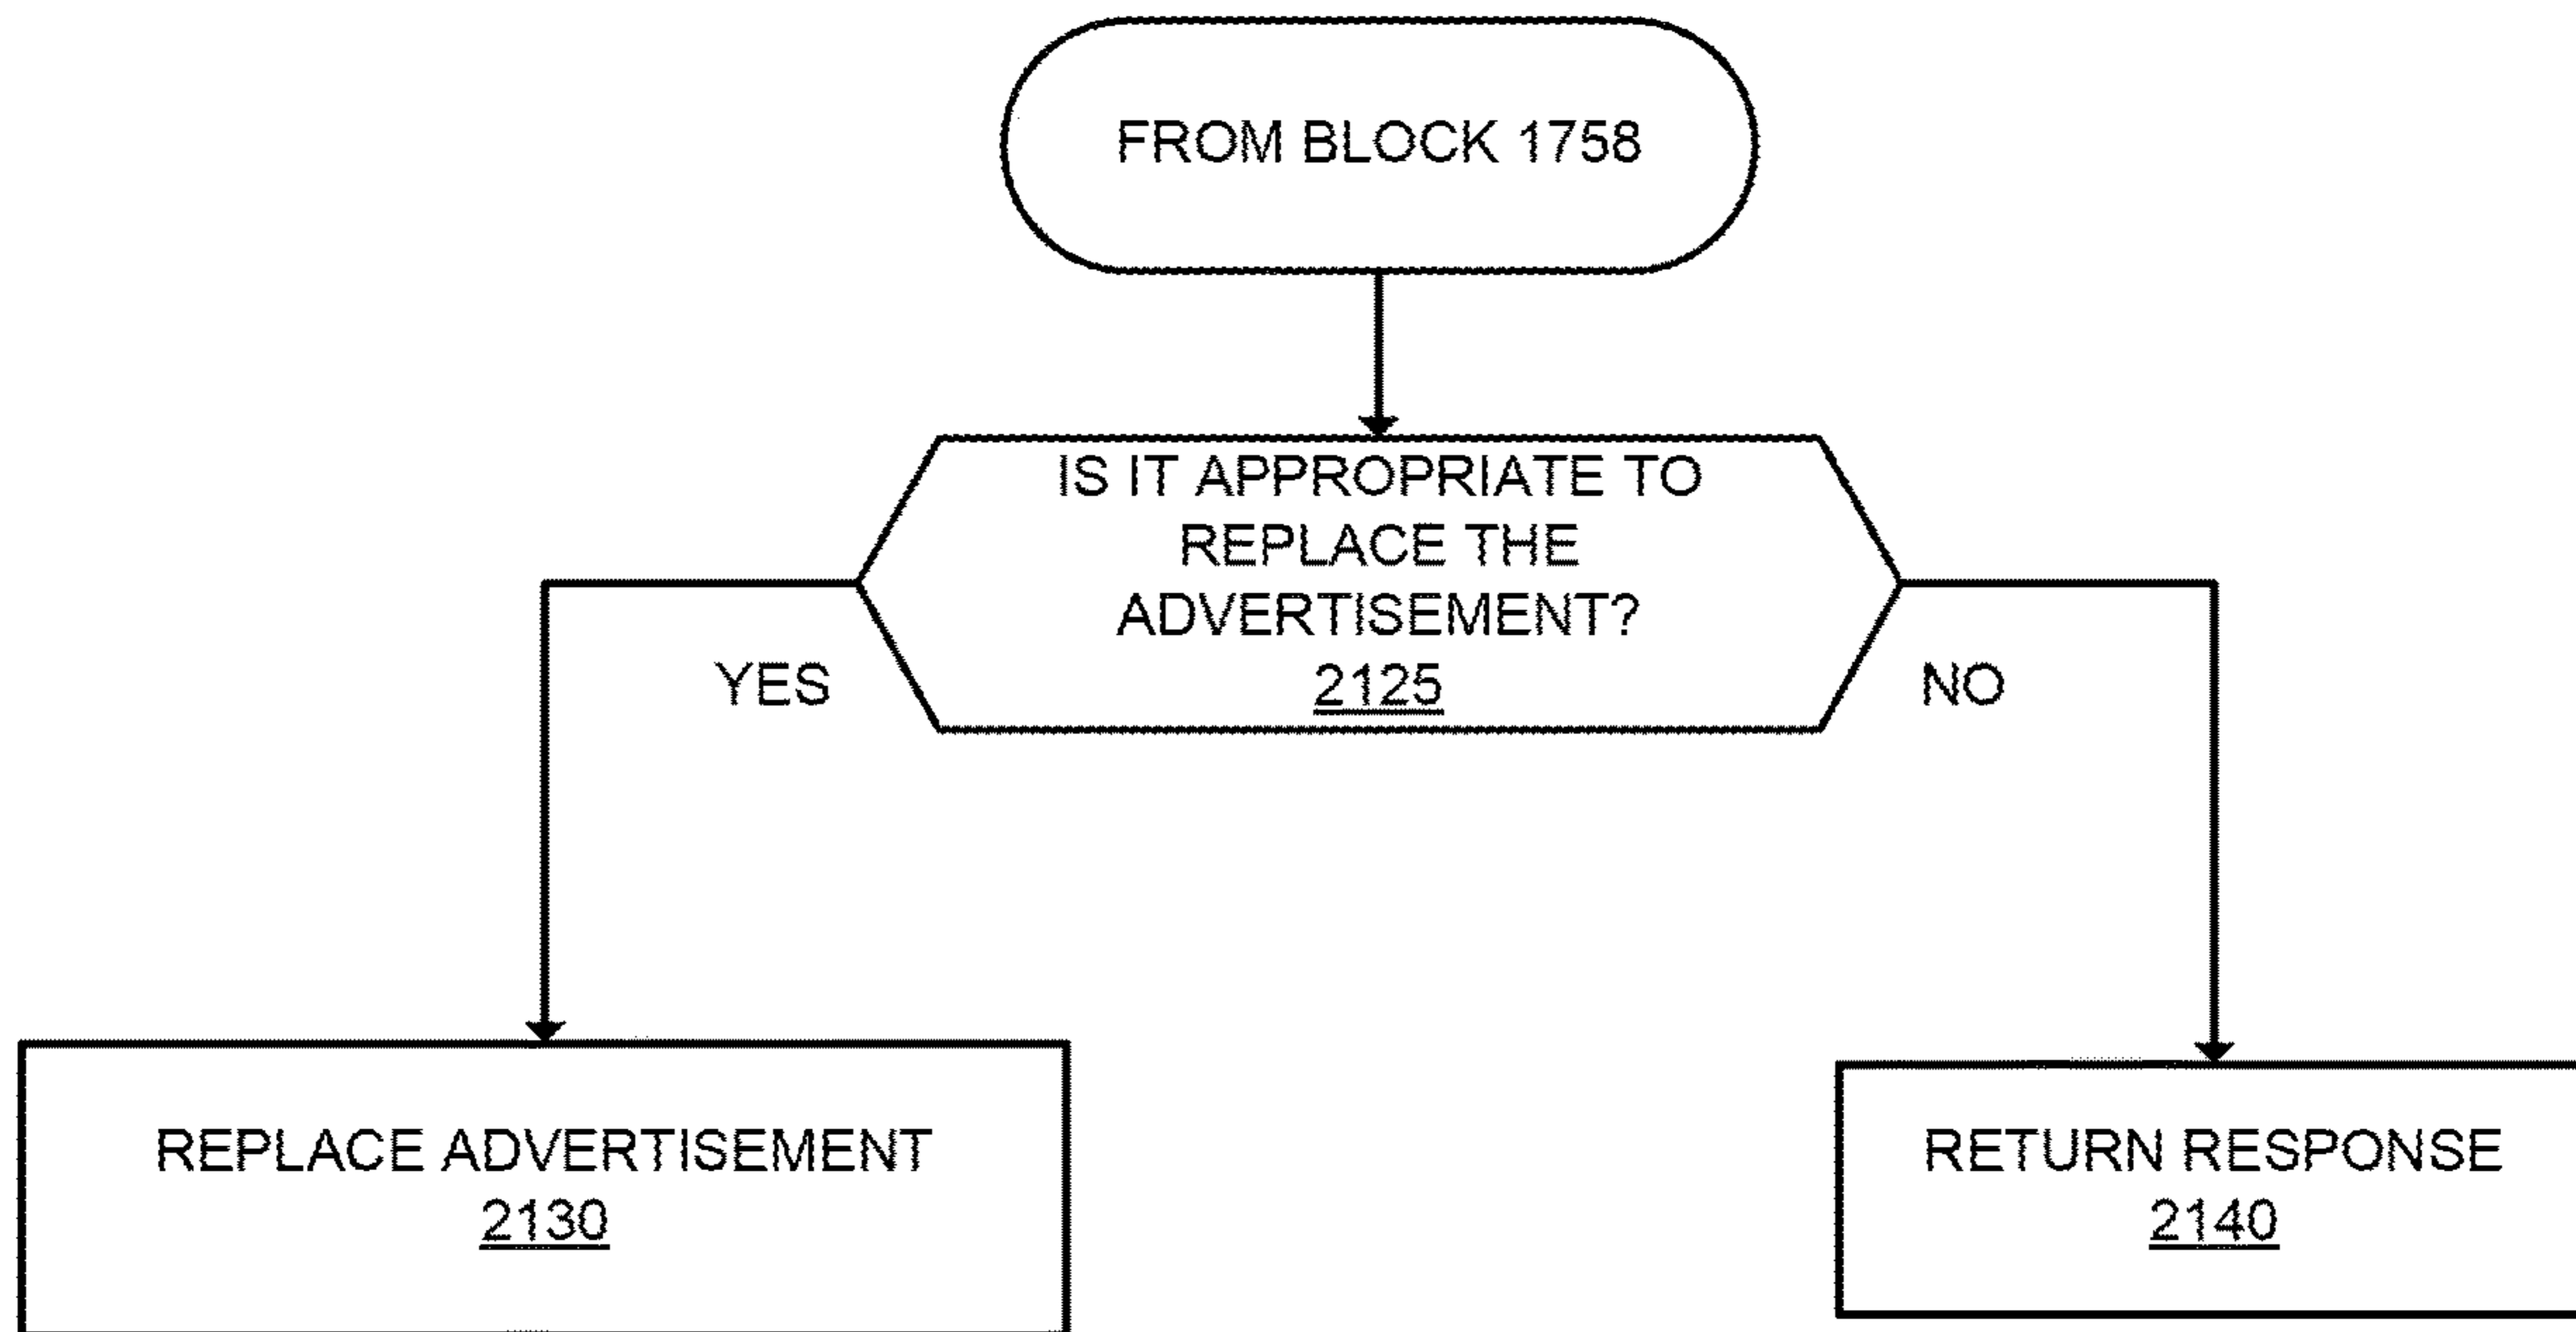 FROM BLOCK 1758
IS IT APPROPRIATE TO
REPLACE THE
ADVERTISEMENT?
2125
YES
NO
REPLACE ADVERTISEMENT
2130
RETURN RESPONSE
2140